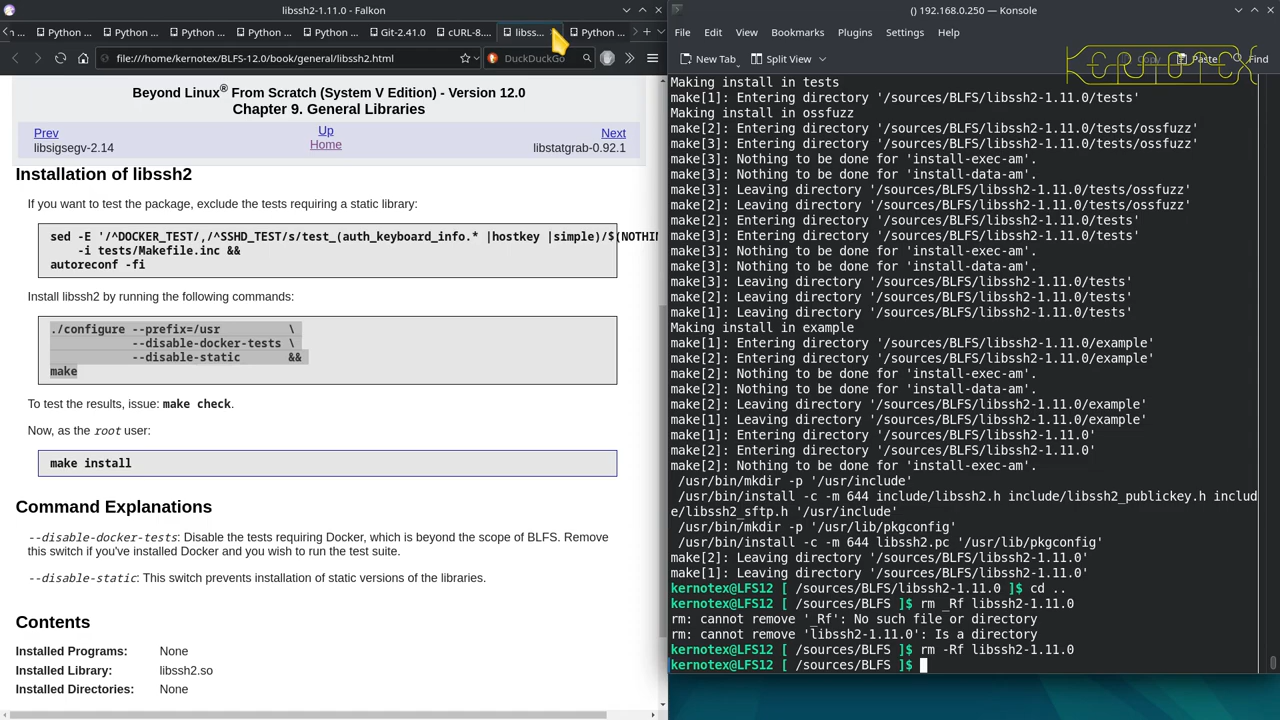 libssh2-1.11.0 - Falkon
n ...
Python ...
Python ...
Python ...
Python ...
Python ...
Git-2.41.0
cURL-8....
libss...
Python ...
file:///home/kernotex/BLFS-12.0/book/general/libssh2.html
DuckDuckGo
Beyond Linux® From Scratch (System V Edition) - Version 12.0
Chapter 9. General Libraries
Prev
Up
Next
libsigsegv-2.14
Home
libstatgrab-0.92.1
Installation of libssh2
If you want to test the package, exclude the tests requiring a static library:
sed -E '/^DOCKER_TEST/,/^SSHD_TEST/s/test_(auth_keyboard_info.* |hostkey |simple)/$(NOTHIN
-i tests/Makefile.inc &&
autoreconf -fi
Install libssh2 by running the following commands:
./configure --prefix=/usr \
--disable-docker-tests \
--disable-static &&
make
To test the results, issue: make check.
Now, as the root user:
make install
Command Explanations
--disable-docker-tests: Disable the tests requiring Docker, which is beyond the scope of BLFS. Remove
this switch if you've installed Docker and you wish to run the test suite.
--disable-static: This switch prevents installation of static versions of the libraries.
Contents
Installed Programs: None
Installed Library: libssh2.so
Installed Directories: None
() 192.168.0.250 — Konsole
File Edit View Bookmarks Plugins Settings Help
New Tab
Split View
Copy
Paste
Find
KERNOTEX
Making install in tests
make[1]: Entering directory '/sources/BLFS/libssh2-1.11.0/tests'
Making install in ossfuzz
make[2]: Entering directory '/sources/BLFS/libssh2-1.11.0/tests/ossfuzz'
make[3]: Entering directory '/sources/BLFS/libssh2-1.11.0/tests/ossfuzz'
make[3]: Nothing to be done for 'install-exec-am'.
make[3]: Nothing to be done for 'install-data-am'.
make[3]: Leaving directory '/sources/BLFS/libssh2-1.11.0/tests/ossfuzz'
make[2]: Leaving directory '/sources/BLFS/libssh2-1.11.0/tests/ossfuzz'
make[2]: Entering directory '/sources/BLFS/libssh2-1.11.0/tests'
make[3]: Entering directory '/sources/BLFS/libssh2-1.11.0/tests'
make[3]: Nothing to be done for 'install-exec-am'.
make[3]: Nothing to be done for 'install-data-am'.
make[3]: Leaving directory '/sources/BLFS/libssh2-1.11.0/tests'
make[2]: Leaving directory '/sources/BLFS/libssh2-1.11.0/tests'
make[1]: Leaving directory '/sources/BLFS/libssh2-1.11.0/tests'
Making install in example
make[1]: Entering directory '/sources/BLFS/libssh2-1.11.0/example'
make[2]: Entering directory '/sources/BLFS/libssh2-1.11.0/example'
make[2]: Nothing to be done for 'install-exec-am'.
make[2]: Nothing to be done for 'install-data-am'.
make[2]: Leaving directory '/sources/BLFS/libssh2-1.11.0/example'
make[1]: Leaving directory '/sources/BLFS/libssh2-1.11.0/example'
make[1]: Entering directory '/sources/BLFS/libssh2-1.11.0'
make[2]: Entering directory '/sources/BLFS/libssh2-1.11.0'
make[2]: Nothing to be done for 'install-exec-am'.
/usr/bin/mkdir -p '/usr/include'
/usr/bin/install -c -m 644 include/libssh2.h include/libssh2_publickey.h includ
e/libssh2_sftp.h '/usr/include'
/usr/bin/mkdir -p '/usr/lib/pkgconfig'
/usr/bin/install -c -m 644 libssh2.pc '/usr/lib/pkgconfig'
make[2]: Leaving directory '/sources/BLFS/libssh2-1.11.0'
make[1]: Leaving directory '/sources/BLFS/libssh2-1.11.0'
kernotex@LFS12 [ /sources/BLFS/libssh2-1.11.0 ]$ cd ..
kernotex@LFS12 [ /sources/BLFS ]$ rm _Rf libssh2-1.11.0
rm: cannot remove '_Rf': No such file or directory
rm: cannot remove 'libssh2-1.11.0': Is a directory
kernotex@LFS12 [ /sources/BLFS ]$ rm -Rf libssh2-1.11.0
kernotex@LFS12 [ /sources/BLFS ]$